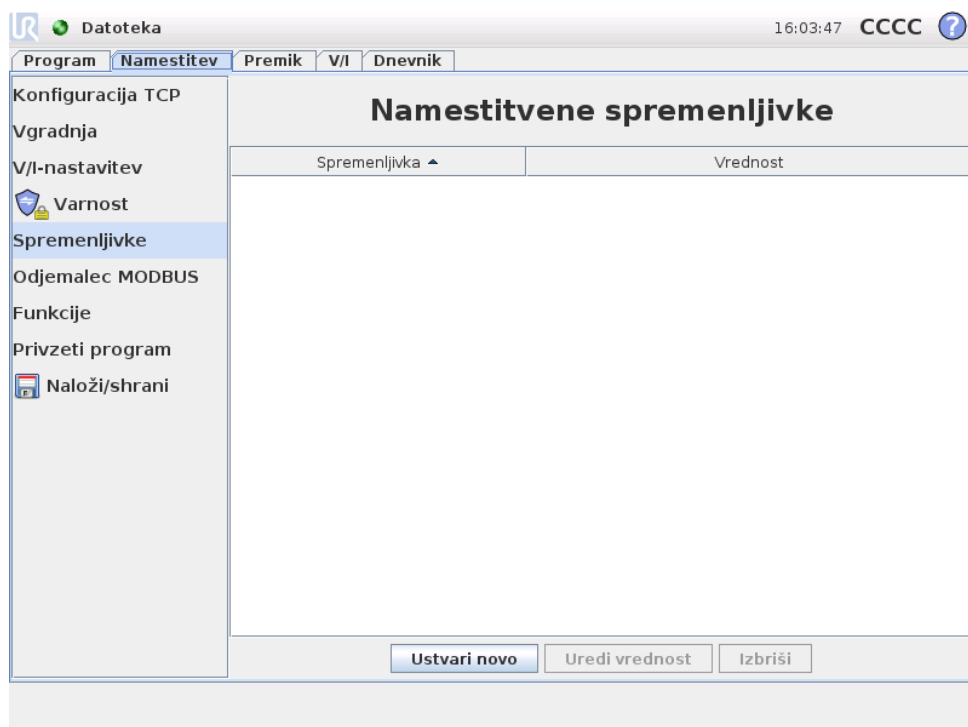 UR Datoteka 16:03:47 CCCC ?
Program Namestitev Premik V/I Dnevnik
Konfiguracija TCP
Vgradnja
V/I-nastavitev
Varnost
Spremenljivke
Odjemalec MODBUS
Funkcije
Privzeti program
Naloži/shrani
Namestitvene spremenljivke
Spremenljivka Vrednost
Ustvari novo Uredi vrednost Izbriši